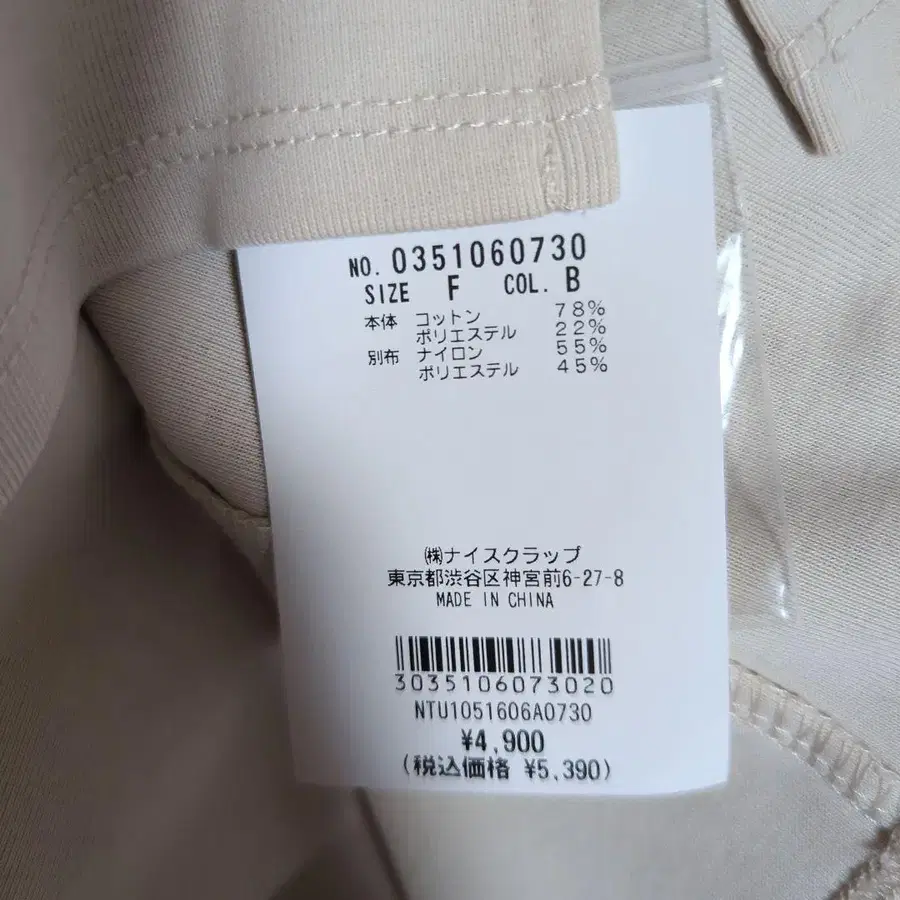 NO. 0351060730
SIZE F COL. B
本体 コットン 78%
ポリエステル 22%
別布 ナイロン 55%
ポリエステル 45%
㈱ナイスクラップ
東京都渋谷区神宮前6-27-8
MADE IN CHINA
3035106073020
NTU1051606A0730
¥4,900
(税込価格 ¥5,390)